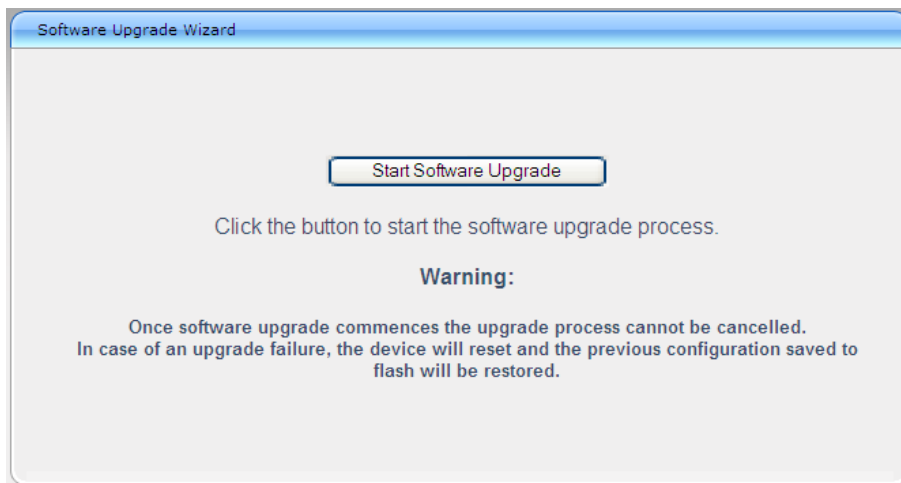 Software Upgrade Wizard
Start Software Upgrade
Click the button to start the software upgrade process.
Warning:
Once software upgrade commences the upgrade process cannot be cancelled.
In case of an upgrade failure, the device will reset and the previous configuration saved to
flash will be restored.